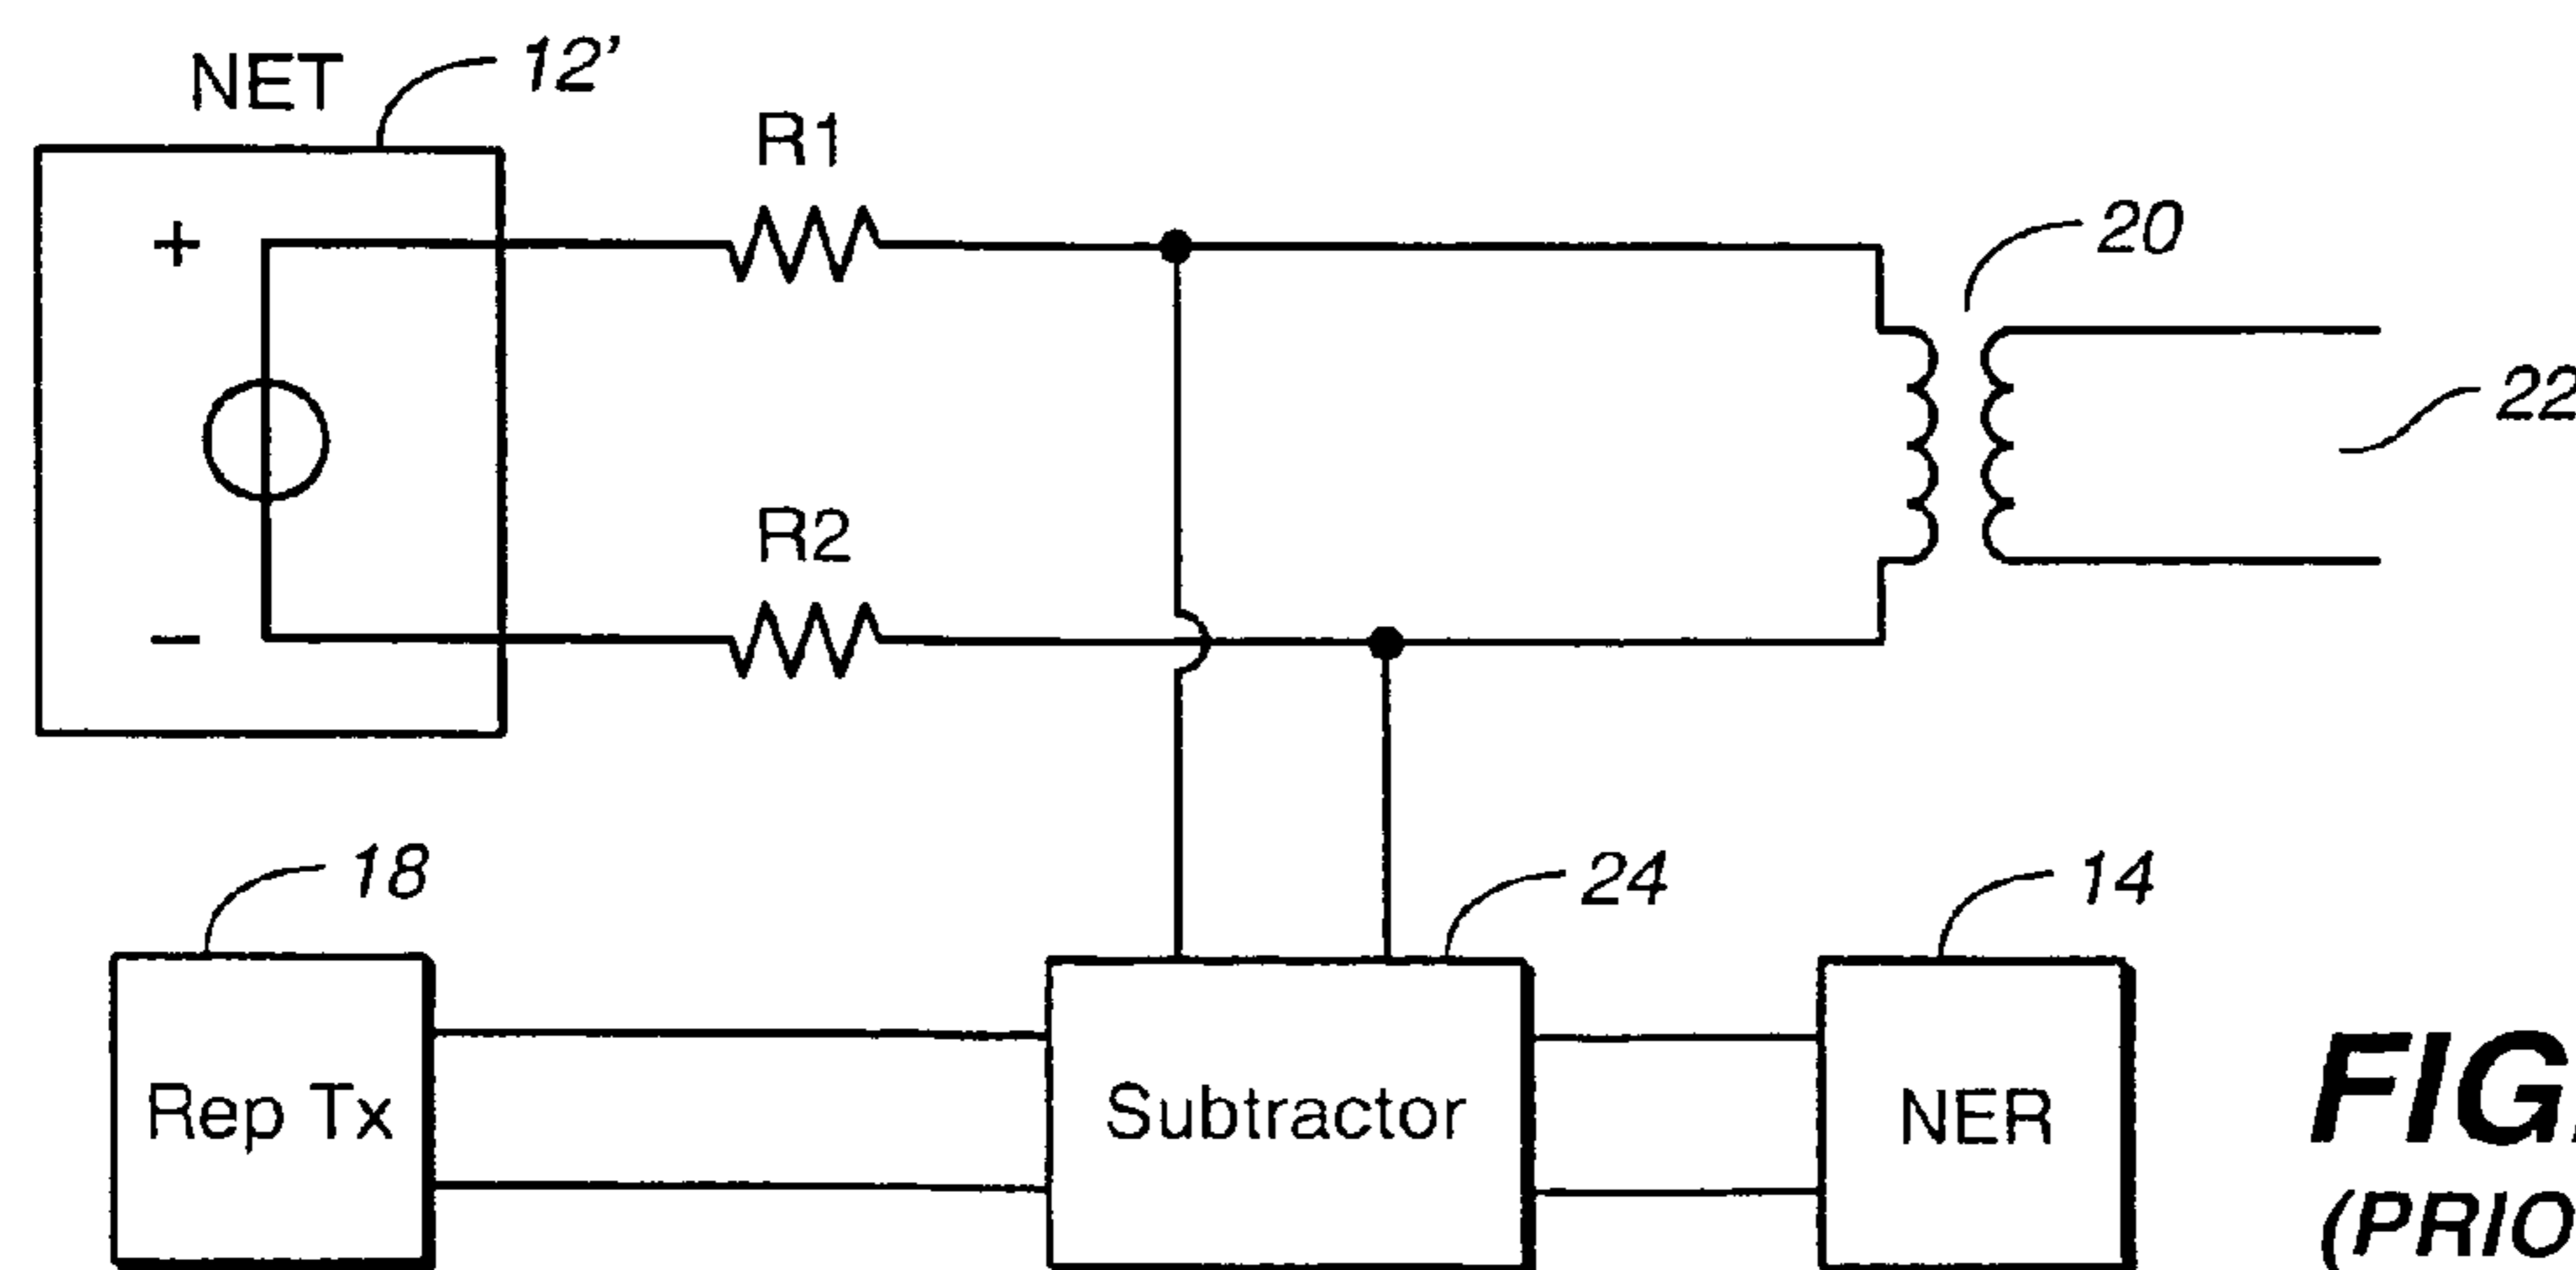 NET
12'
R1
20
+
22
R2
−
18
24
14
Rep Tx
Subtractor
NER
FIG
(PRIO